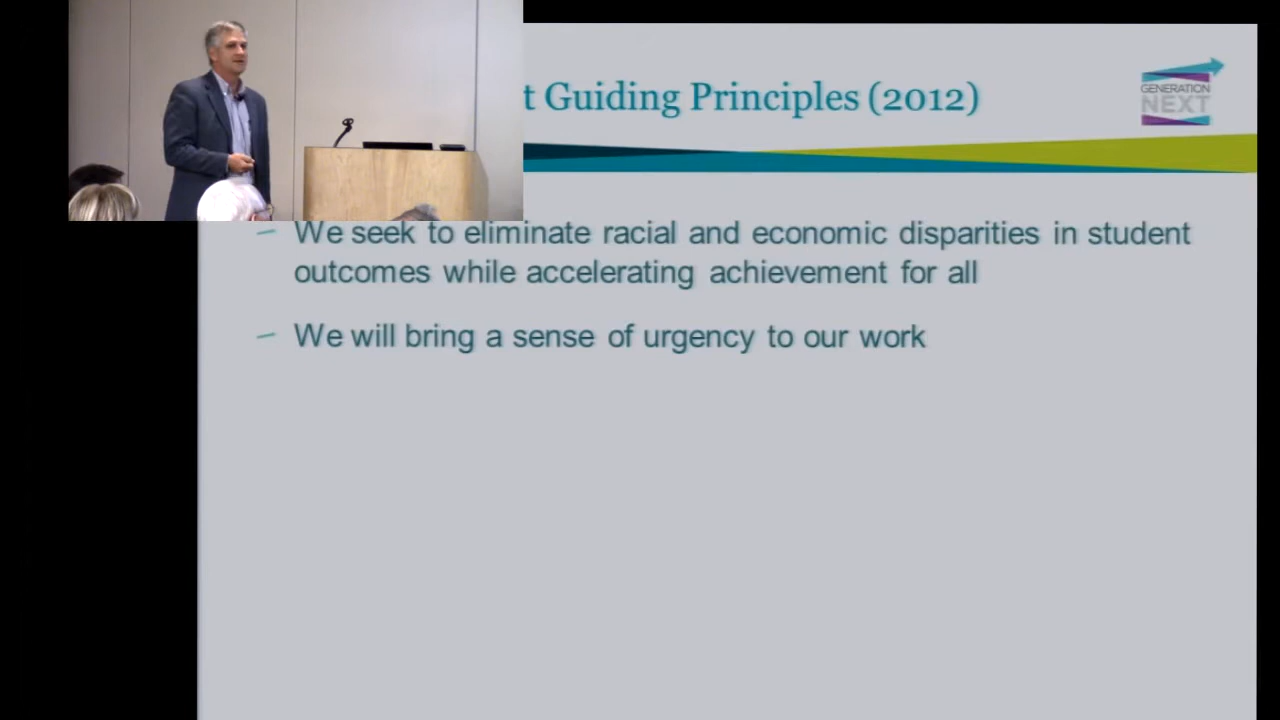 t Guiding Principles (2012)
GENERATION
NEXT
– We seek to eliminate racial and economic disparities in student
outcomes while accelerating achievement for all
– We will bring a sense of urgency to our work